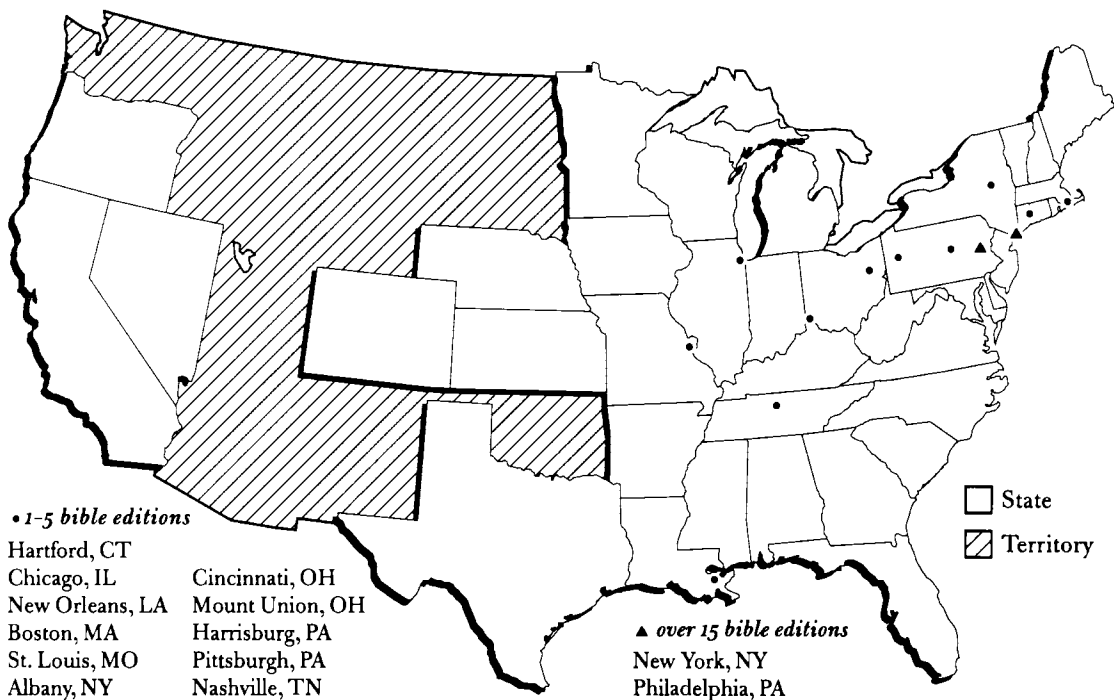 • 1–5 bible editions
Hartford, CT
Chicago, IL
New Orleans, LA
Boston, MA
St. Louis, MO
Albany, NY
Cincinnati, OH
Mount Union, OH
Harrisburg, PA
Pittsburgh, PA
Nashville, TN
▲ over 15 bible editions
New York, NY
Philadelphia, PA
State
Territory